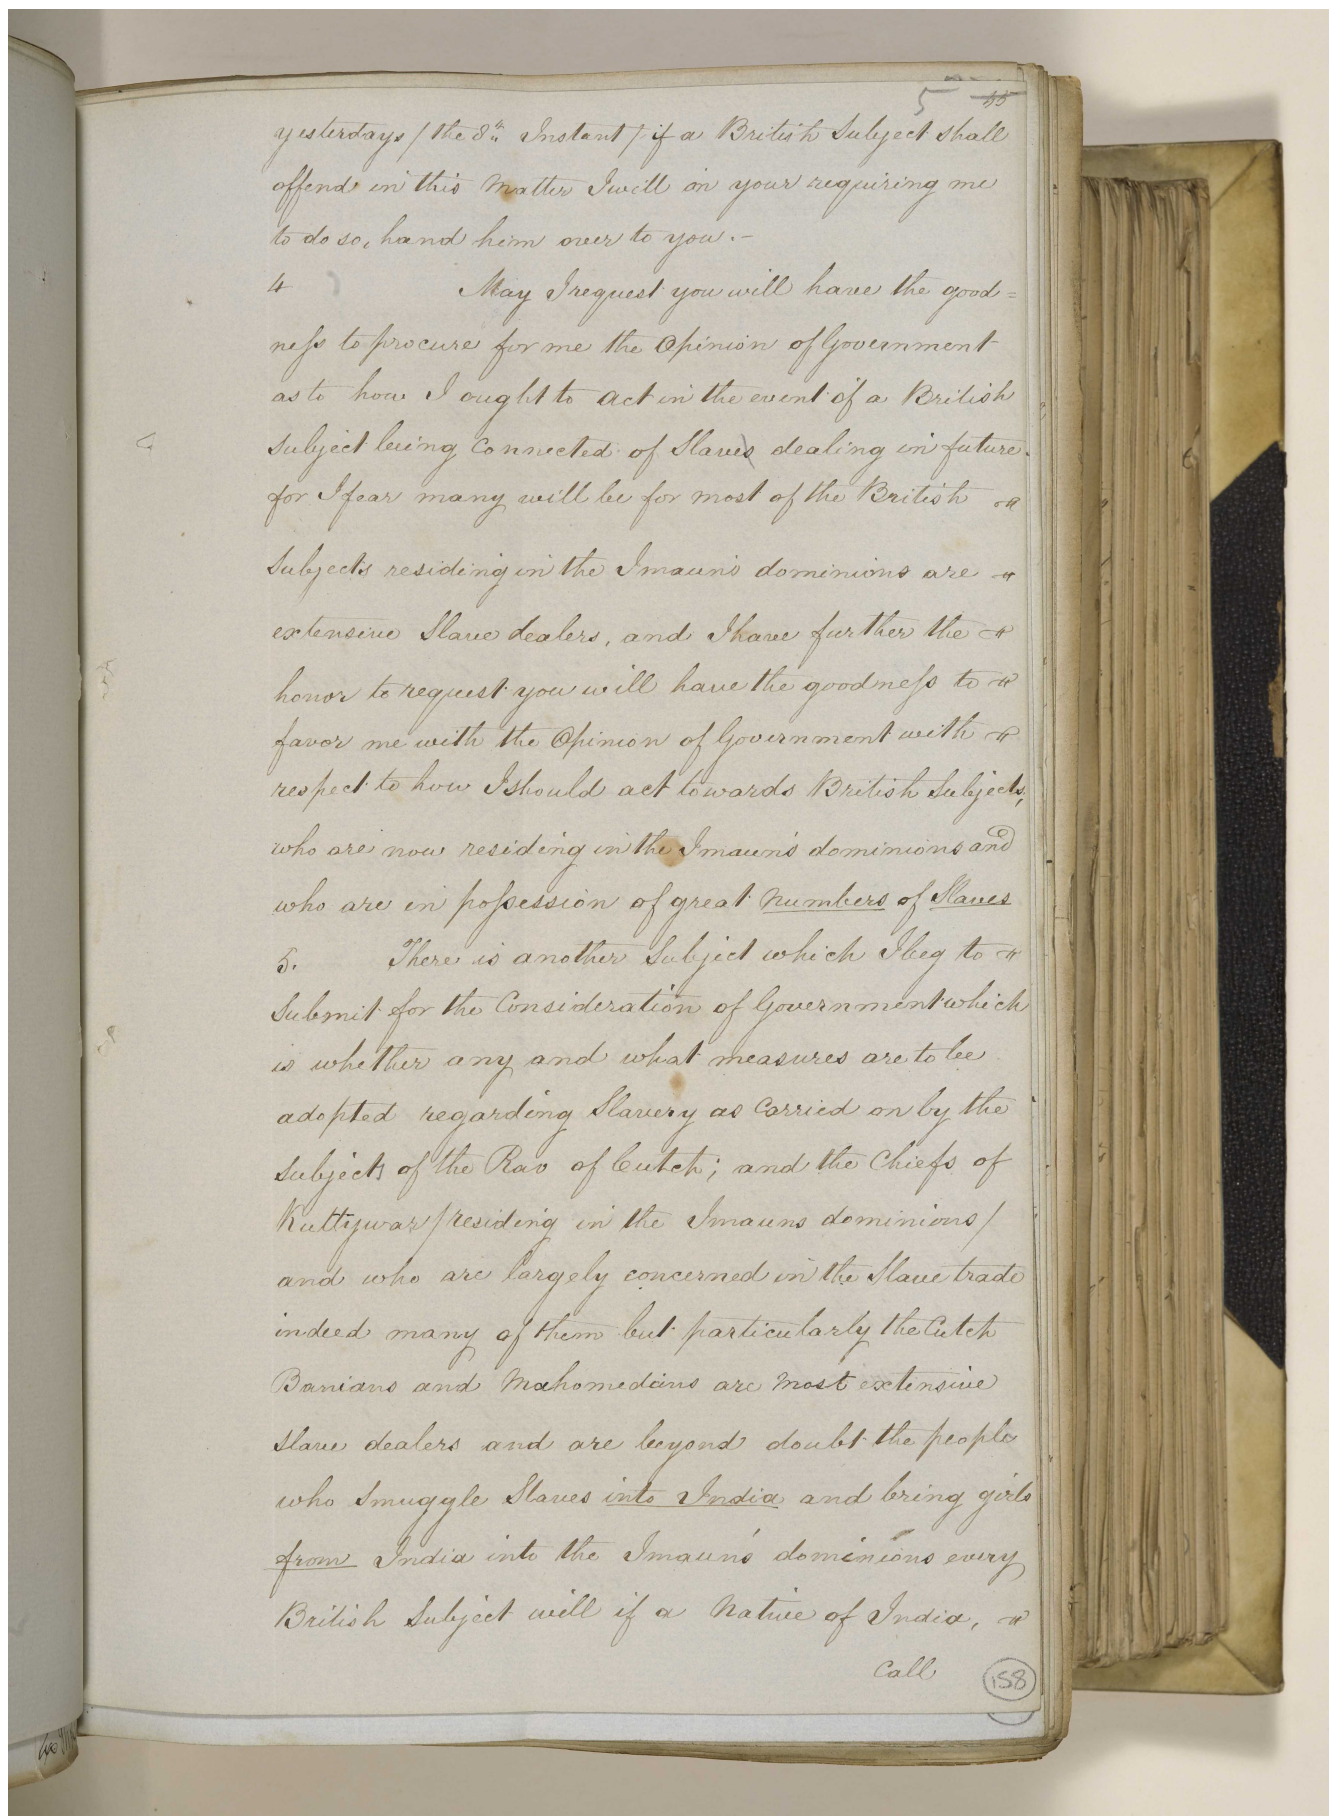 5 55
yesterdays / the 8th Instant / if a British Subject shall
offend in this Matter I will on your requiring me
to do so, hand him over to you.-
4 May I request you will have the good=
ness to procure for me the Opinion of Government
as to how I ought to act in the event of a British
Subject being Connected of Slaves dealing in future.
for I fear many will be for most of the British
Subjects residing in the Imaun's dominions are
extensive Slave dealers, and I have further the
honor to request you will have the goodness to
favor me with the Opinion of Government with
respect to how I should act towards British Subjects,
who are now residing in the Imaun's dominions and
who are in possession of great numbers of Slaves
5. There is another Subject which I beg to
Submit for the Consideration of Government which
is whether any and what measures are to be
adopted regarding Slavery as Carried on by the
Subjects of the Rao of Cutch; and the Chiefs of
Kuttywar / residing in the Imauns dominions /
and who are largely concerned in the Slave trade
indeed many of them but particularly the Cutch
Banians and Mahomedans are most extensive
Slave dealers and are beyond doubt the people
who Smuggle Slaves into India and bring girls
from India into the Imaun's dominions every
British Subject will if a Native of India,
Call
158